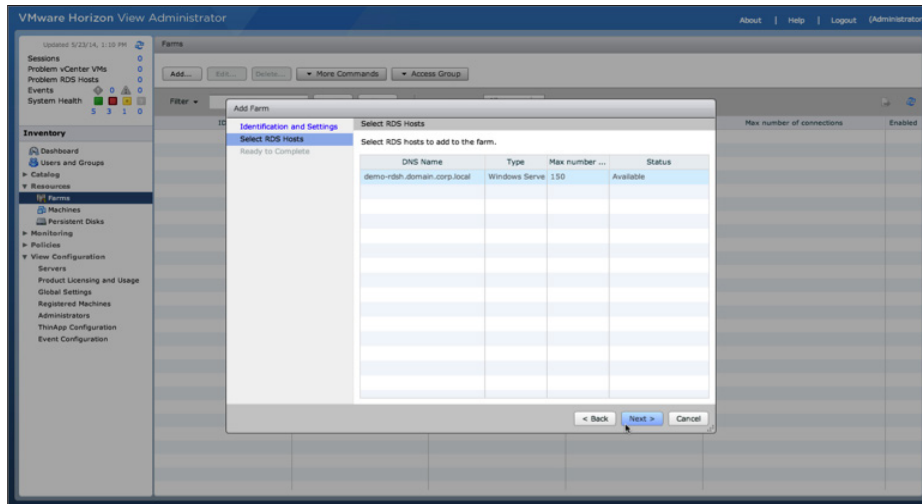 VMware Horizon View Administrator
About | Help | Logout (Administrator
Updated 5/23/14, 1:10 PM
Sessions 0
Problem vCenter VMs 0
Problem RDS Hosts 0
Events 0 0
System Health
5 3 1 0
Inventory
Dashboard
Users and Groups
Catalog
Resources
Farms
Machines
Persistent Disks
Monitoring
Policies
View Configuration
Servers
Product Licensing and Usage
Global Settings
Registered Machines
Administrators
ThinApp Configuration
Event Configuration
Farms
Add... Edit... Delete... More Commands Access Group
Filter
ID Max number of connections Enabled
Add Farm
Identification and Settings
Select RDS Hosts
Ready to Complete
Select RDS Hosts
Select RDS hosts to add to the farm.
DNS Name Type Max number ... Status
demo-rdsh.domain.corp.local Windows Serve 150 Available
< Back Next > Cancel